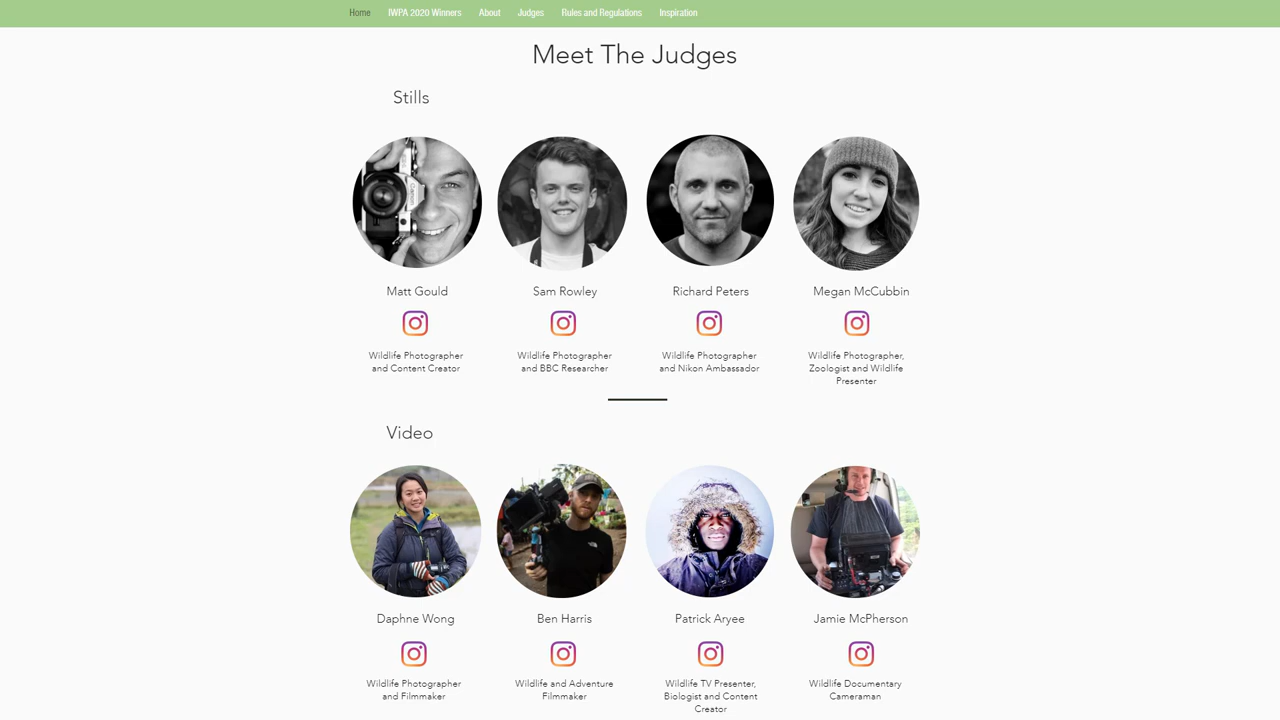 Home IWPA 2020 Winners About Judges Rules and Regulations Inspiration
Meet The Judges
Stills
Matt Gould
Sam Rowley
Richard Peters
Megan McCubbin
Wildlife Photographer
and Content Creator
Wildlife Photographer
and BBC Researcher
Wildlife Photographer
and Nikon Ambassador
Wildlife Photographer,
Zoologist and Wildlife
Presenter
Video
Daphne Wong
Ben Harris
Patrick Aryee
Jamie McPherson
Wildlife Photographer
and Filmmaker
Wildlife and Adventure
Filmmaker
Wildlife TV Presenter,
Biologist and Content
Creator
Wildlife Documentary
Cameraman